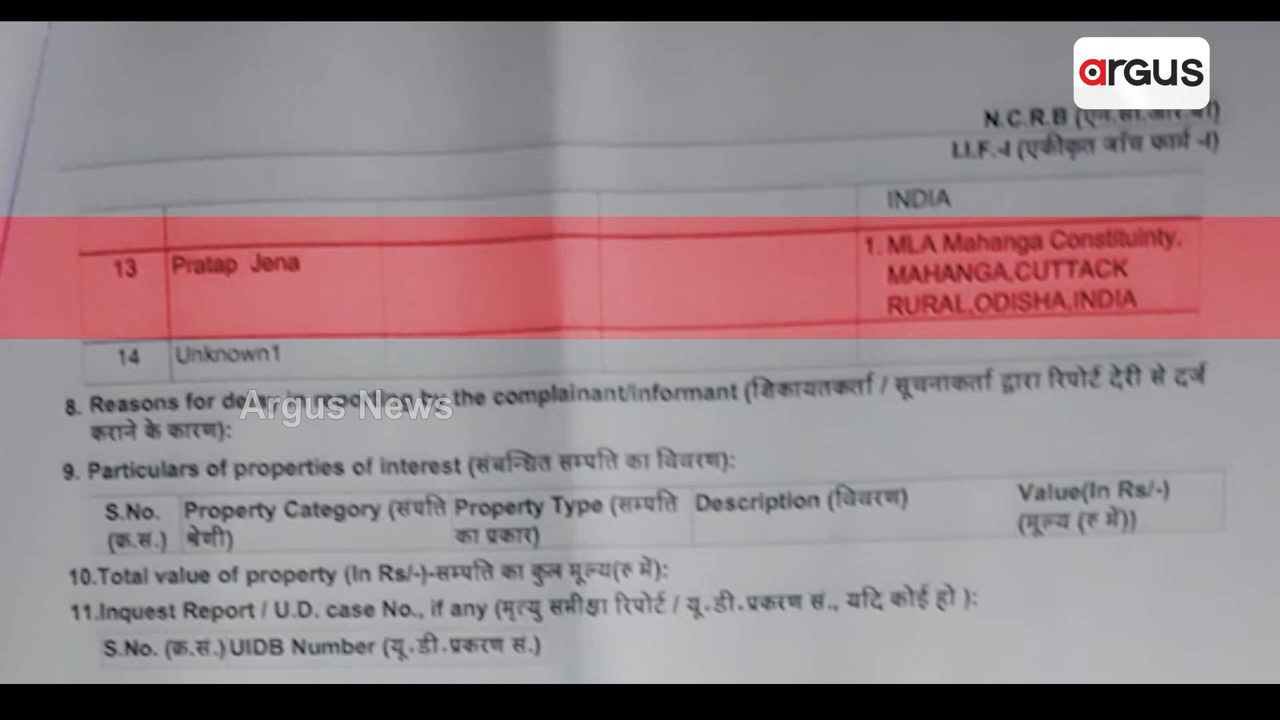 argus
N.C.R.B (एन.सी.आर.बी)
I.I.F.-I (एकीकृत जाँच फार्म -I)
INDIA
13 Pratap Jena 1. MLA Mahanga Constituinty,
MAHANGA,CUTTACK
RURAL,ODISHA,INDIA
14 Unknown1
8. Reasons for by the complainant/informant (शिकायतकर्ता / सूचनाकर्ता द्वारा रिपोर्ट देरी से दर्ज
Argus News
कराने के कारण):
9. Particulars of properties of interest (संबन्धित सम्पति का विवरण):
S.No. Property Category (संपति Property Type (सम्पति Description (विवरण) Value(In Rs/-)
(क्र.सं.) श्रेणी) का प्रकार) (मूल्य (रु में))
10.Total value of property (In Rs/-)-सम्पति का कुल मूल्य(रु में):
11.Inquest Report / U.D. case No., if any (मृत्यु समीक्षा रिपोर्ट / यू.डी.प्रकरण सं., यदि कोई हो ):
S.No. (क्र.सं.) UIDB Number (यू.डी.प्रकरण सं.)